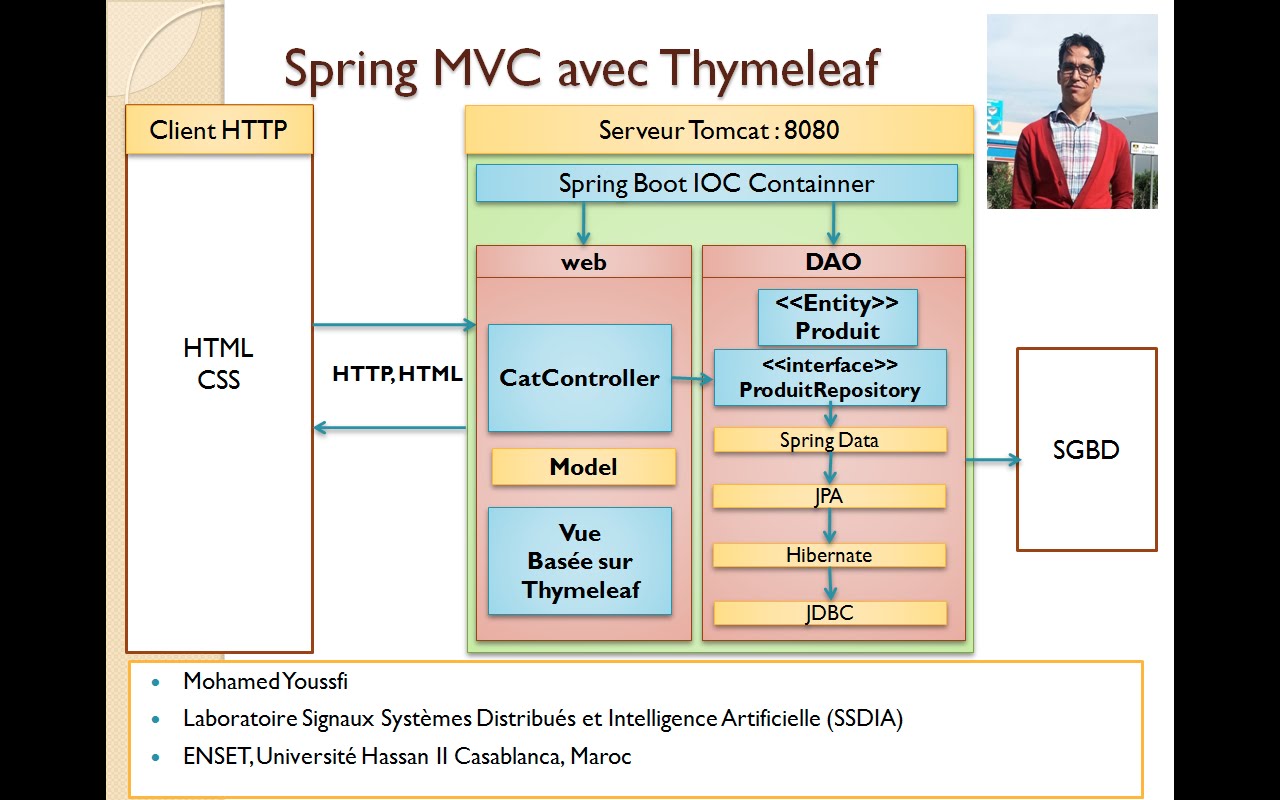 Spring MVC avec Thymeleaf
Client HTTP
HTML
CSS
HTTP, HTML
Serveur Tomcat : 8080
Spring Boot IOC Containner
web
CatController
Model
Vue
Basée sur
Thymeleaf
DAO
<<Entity>>
Produit
<<interface>>
ProduitRepository
Spring Data
JPA
Hibernate
JDBC
SGBD
• Mohamed Youssfi
• Laboratoire Signaux Systèmes Distribués et Intelligence Artificielle (SSDIA)
• ENSET, Université Hassan II Casablanca, Maroc